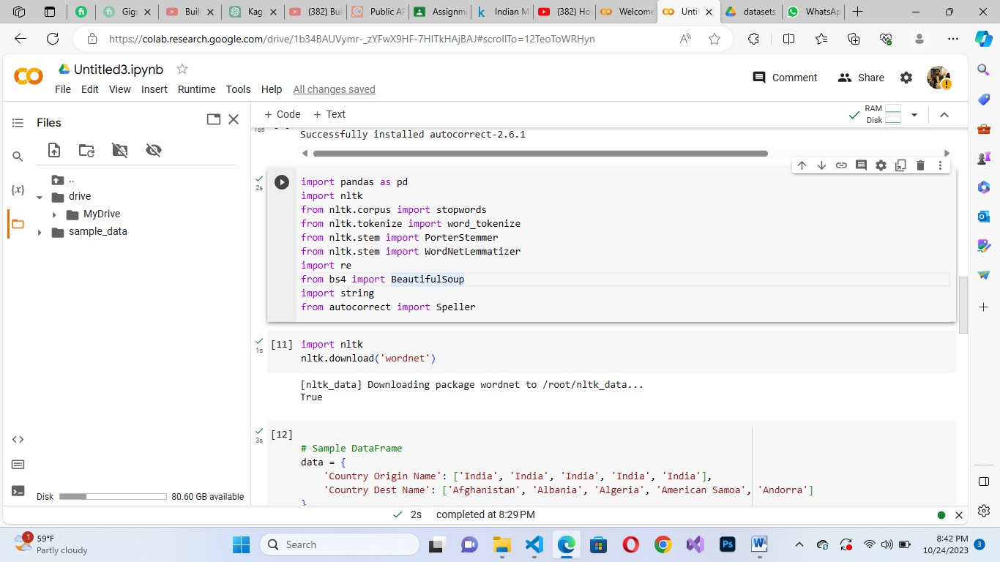 Gigs
Buil
Kag
(382) Bui
Public AP
Assignme
Indian M
(382) Ho
Welcome
Untit
datasets
WhatsAp
https://colab.research.google.com/drive/1b34BAUVymr-_zYFwX9HF-7HITkHAjBAJ#scrollTo=12TeoToWRHyn
Untitled3.ipynb
Comment
Share
File Edit View Insert Runtime Tools Help All changes saved
Files
+ Code + Text
RAM
Disk
..
drive
MyDrive
sample_data
{x}
Disk
80.60 GB available
18s
Successfully installed autocorrect-2.6.1
2s
import pandas as pd
import nltk
from nltk.corpus import stopwords
from nltk.tokenize import word_tokenize
from nltk.stem import PorterStemmer
from nltk.stem import WordNetLemmatizer
import re
from bs4 import BeautifulSoup
import string
from autocorrect import Speller
1s
[11] import nltk
nltk.download('wordnet')
[nltk_data] Downloading package wordnet to /root/nltk_data...
True
3s
[12]
# Sample DataFrame
data = {
'Country Origin Name': ['India', 'India', 'India', 'India', 'India'],
'Country Dest Name': ['Afghanistan', 'Albania', 'Algeria', 'American Samoa', 'Andorra']
}
2s completed at 8:29 PM
1
59°F
Partly cloudy
Search
Ps
8:42 PM
10/24/2023
3